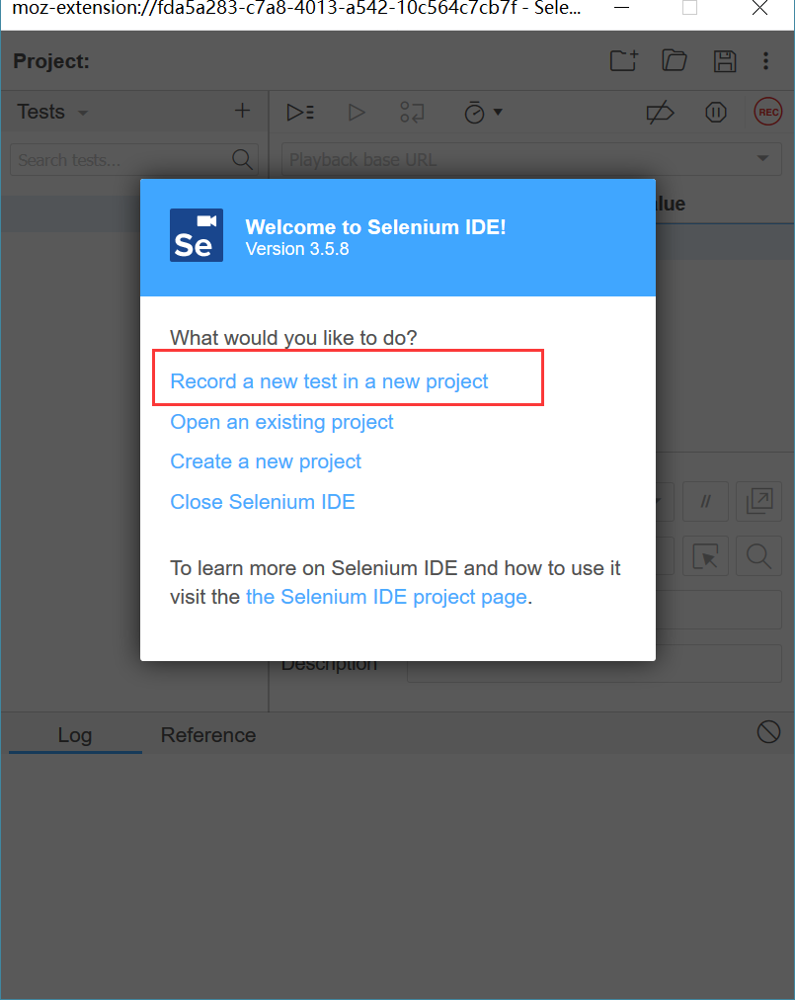 moz-extension://fda5a283-c7a8-4013-a542-10c564c7cb7f - Sele...
Project:
Tests
Search tests...
Playback base URL
REC
lue
Se
Welcome to Selenium IDE!
Version 3.5.8
What would you like to do?
Record a new test in a new project
Open an existing project
Create a new project
Close Selenium IDE
//
To learn more on Selenium IDE and how to use it
visit the the Selenium IDE project page.
Description
Log
Reference